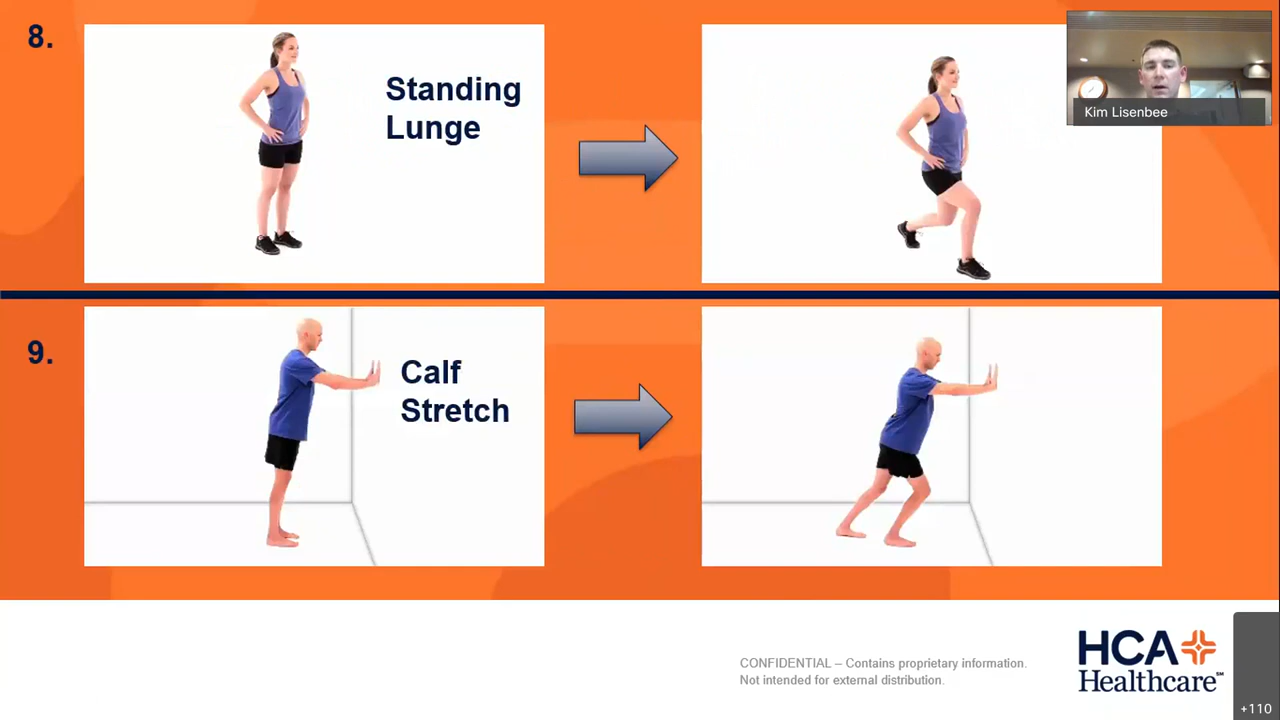 8.
Standing
Lunge
Kim Lisenbee
9.
Calf
Stretch
CONFIDENTIAL – Contains proprietary information.
Not intended for external distribution.
HCA
Healthcare℠
+110